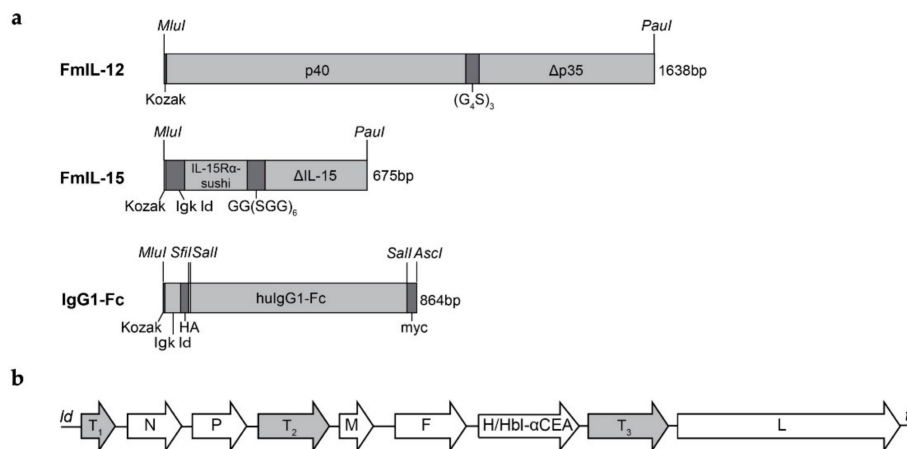 a
MluI PauI
FmIL-12 p40 Δp35 1638bp
Kozak (G₄S)₃
MluI PauI
FmIL-15 IL-15Rα-sushi ΔIL-15 675bp
Kozak Igk ld GG(SGG)₆
MluI SfiI SalI SalI AscI
IgG1-Fc huIgG1-Fc 864bp
Kozak HA myc
Igk ld
b
ld T₁ N P T₂ M F H/Hbl-αCEA T₃ L